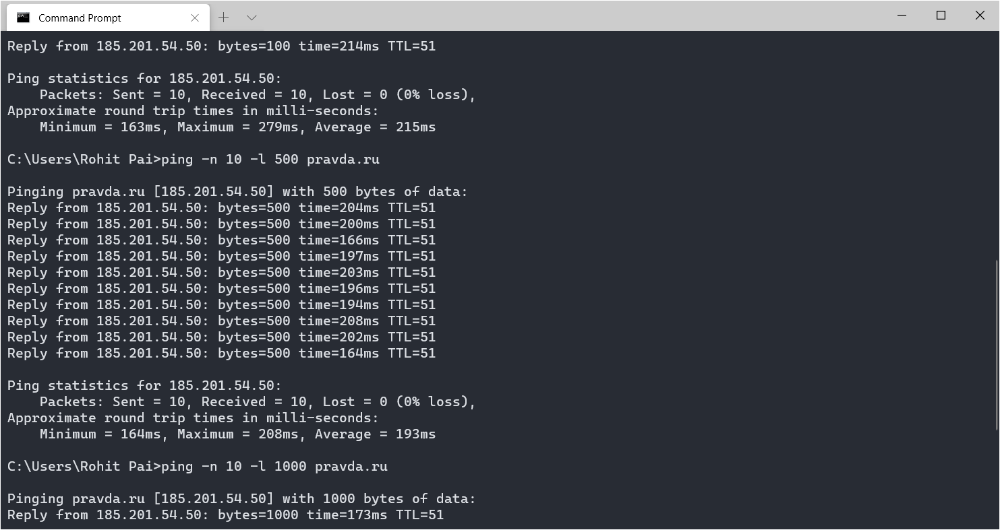 Command Prompt
Reply from 185.201.54.50: bytes=100 time=214ms TTL=51
Ping statistics for 185.201.54.50:
Packets: Sent = 10, Received = 10, Lost = 0 (0% loss),
Approximate round trip times in milli-seconds:
Minimum = 163ms, Maximum = 279ms, Average = 215ms
C:\Users\Rohit Pai>ping -n 10 -l 500 pravda.ru
Pinging pravda.ru [185.201.54.50] with 500 bytes of data:
Reply from 185.201.54.50: bytes=500 time=204ms TTL=51
Reply from 185.201.54.50: bytes=500 time=200ms TTL=51
Reply from 185.201.54.50: bytes=500 time=166ms TTL=51
Reply from 185.201.54.50: bytes=500 time=197ms TTL=51
Reply from 185.201.54.50: bytes=500 time=203ms TTL=51
Reply from 185.201.54.50: bytes=500 time=196ms TTL=51
Reply from 185.201.54.50: bytes=500 time=194ms TTL=51
Reply from 185.201.54.50: bytes=500 time=208ms TTL=51
Reply from 185.201.54.50: bytes=500 time=202ms TTL=51
Reply from 185.201.54.50: bytes=500 time=164ms TTL=51
Ping statistics for 185.201.54.50:
Packets: Sent = 10, Received = 10, Lost = 0 (0% loss),
Approximate round trip times in milli-seconds:
Minimum = 164ms, Maximum = 208ms, Average = 193ms
C:\Users\Rohit Pai>ping -n 10 -l 1000 pravda.ru
Pinging pravda.ru [185.201.54.50] with 1000 bytes of data:
Reply from 185.201.54.50: bytes=1000 time=173ms TTL=51